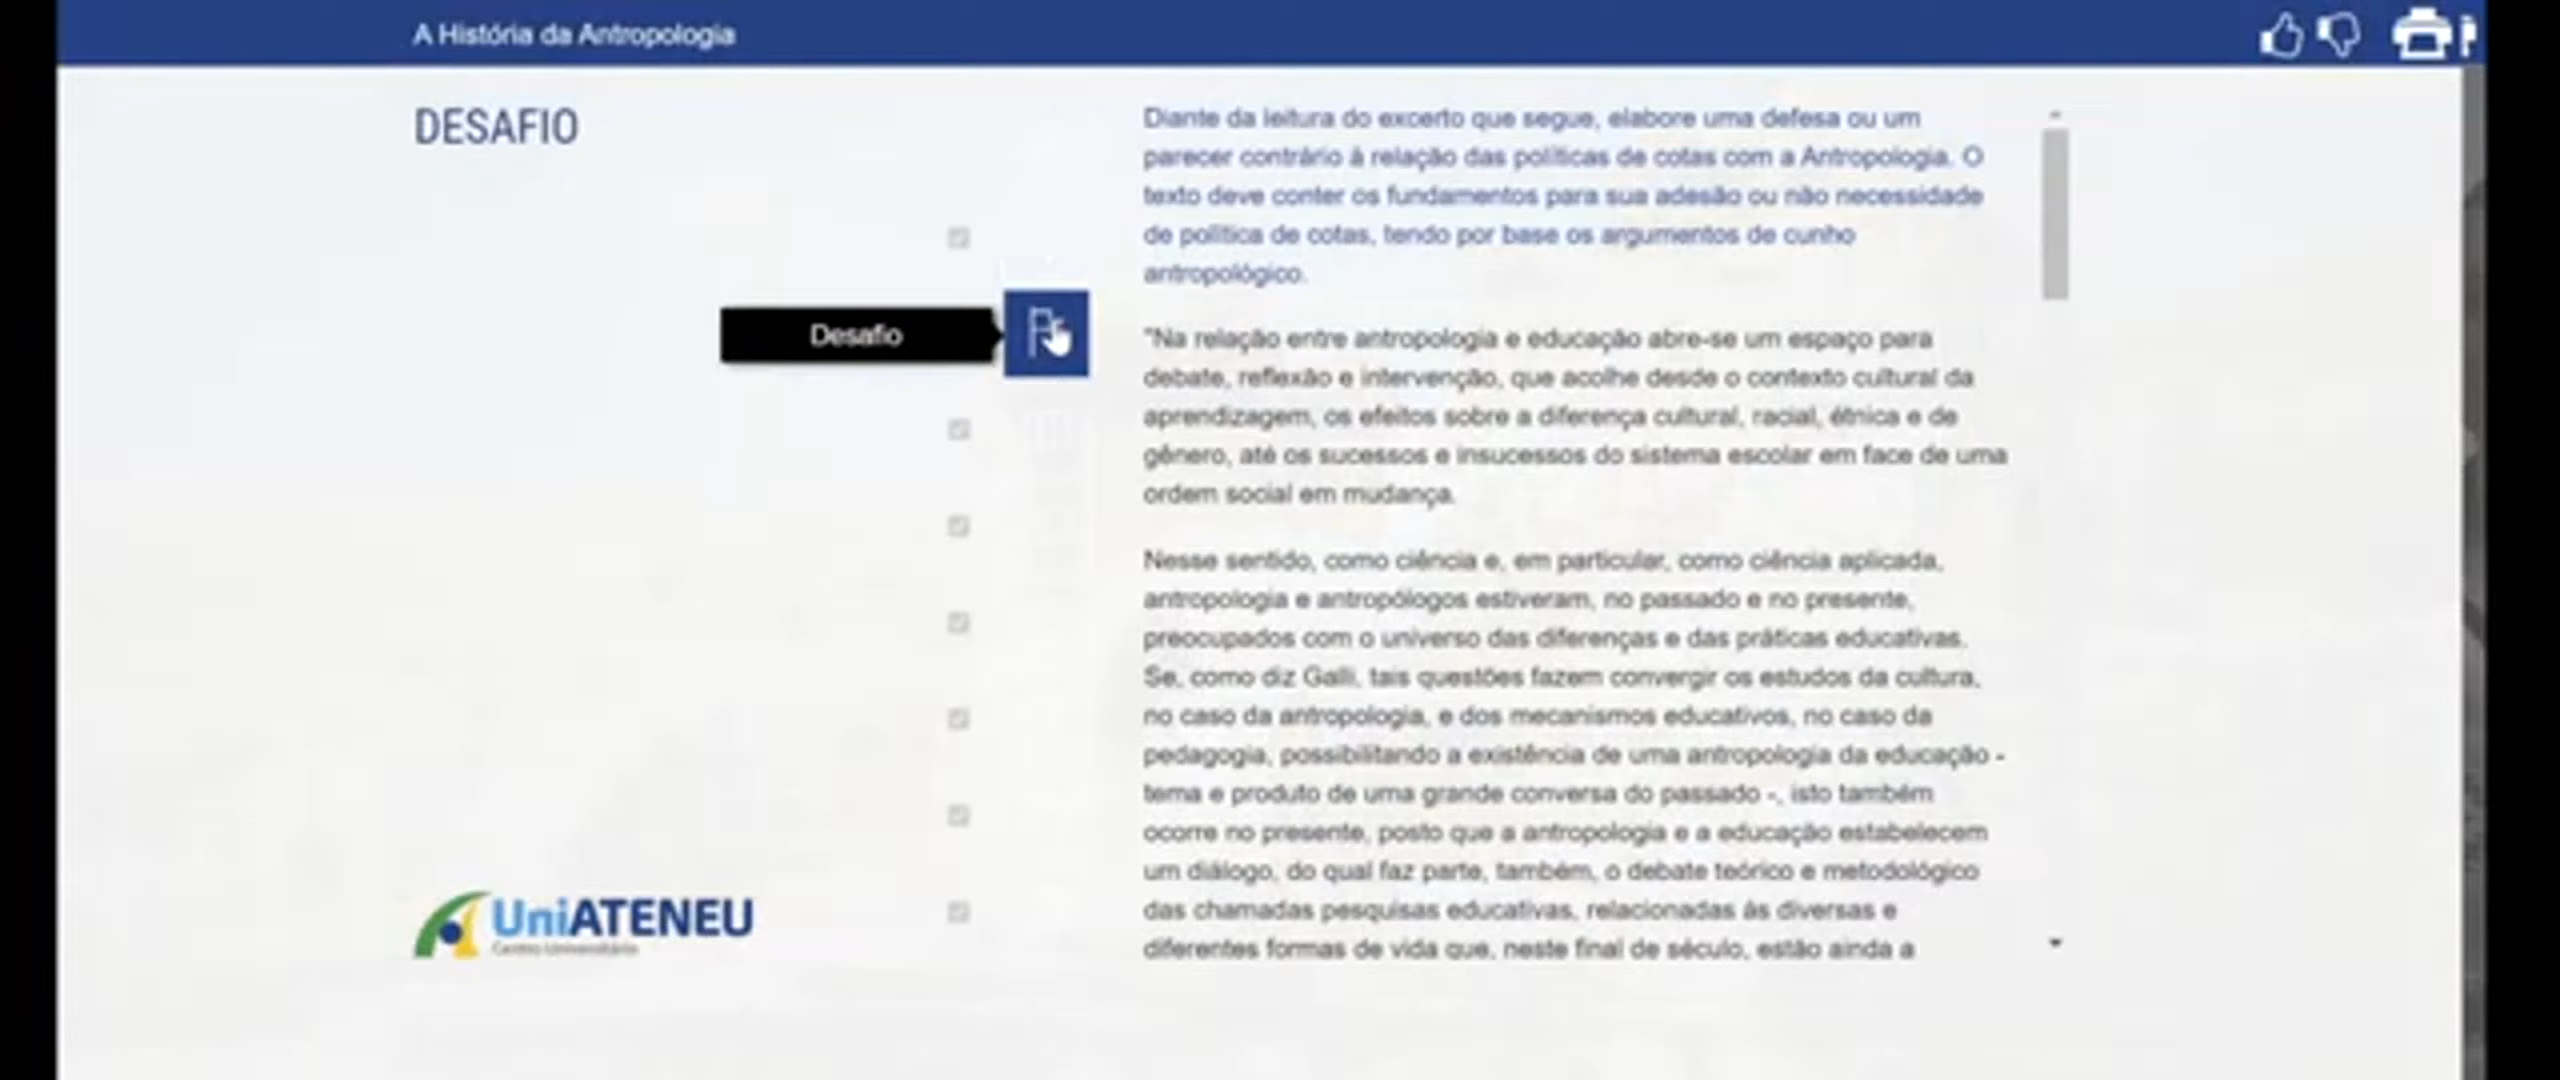 A História da Antropologia
DESAFIO
Desafio
Diante da leitura do excerto que segue, elabore uma defesa ou um
parecer contrário à relação das políticas de cotas com a Antropologia. O
texto deve conter os fundamentos para sua adesão ou não necessidade
de política de cotas, tendo por base os argumentos de cunho
antropológico.
"Na relação entre antropologia e educação abre-se um espaço para
debate, reflexão e intervenção, que acolhe desde o contexto cultural da
aprendizagem, os efeitos sobre a diferença cultural, racial, étnica e de
gênero, até os sucessos e insucessos do sistema escolar em face de uma
ordem social em mudança.
Nesse sentido, como ciência e, em particular, como ciência aplicada,
antropologia e antropólogos estiveram, no passado e no presente,
preocupados com o universo das diferenças e das práticas educativas.
Se, como diz Galli, tais questões fazem convergir os estudos da cultura,
no caso da antropologia, e dos mecanismos educativos, no caso da
pedagogia, possibilitando a existência de uma antropologia da educação -
tema e produto de uma grande conversa do passado -, isto também
ocorre no presente, posto que a antropologia e a educação estabelecem
um diálogo, do qual faz parte, também, o debate teórico e metodológico
das chamadas pesquisas educativas, relacionadas às diversas e
diferentes formas de vida que, neste final de século, estão ainda a
UniATENEU
Centro Universitário